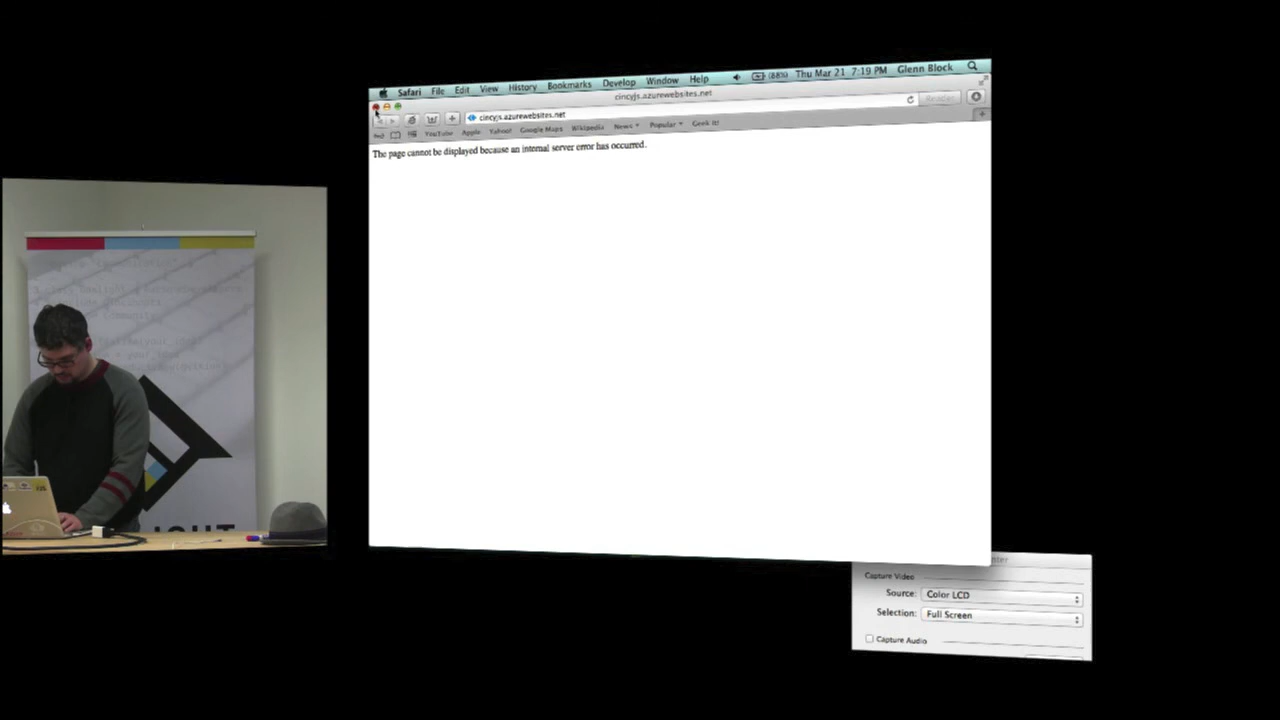 Safari File Edit View History Bookmarks Develop Window Help (88%) Thu Mar 21 7:19 PM Glenn Block
cincyjs.azurewebsites.net
cincyjs.azurewebsites.net Reader
YouTube Apple Yahoo! Google Maps Wikipedia News Popular Geek It!
The page cannot be displayed because an internal server error has occurred.
Capture Video
Source: Color LCD
Selection: Full Screen
Capture Audio